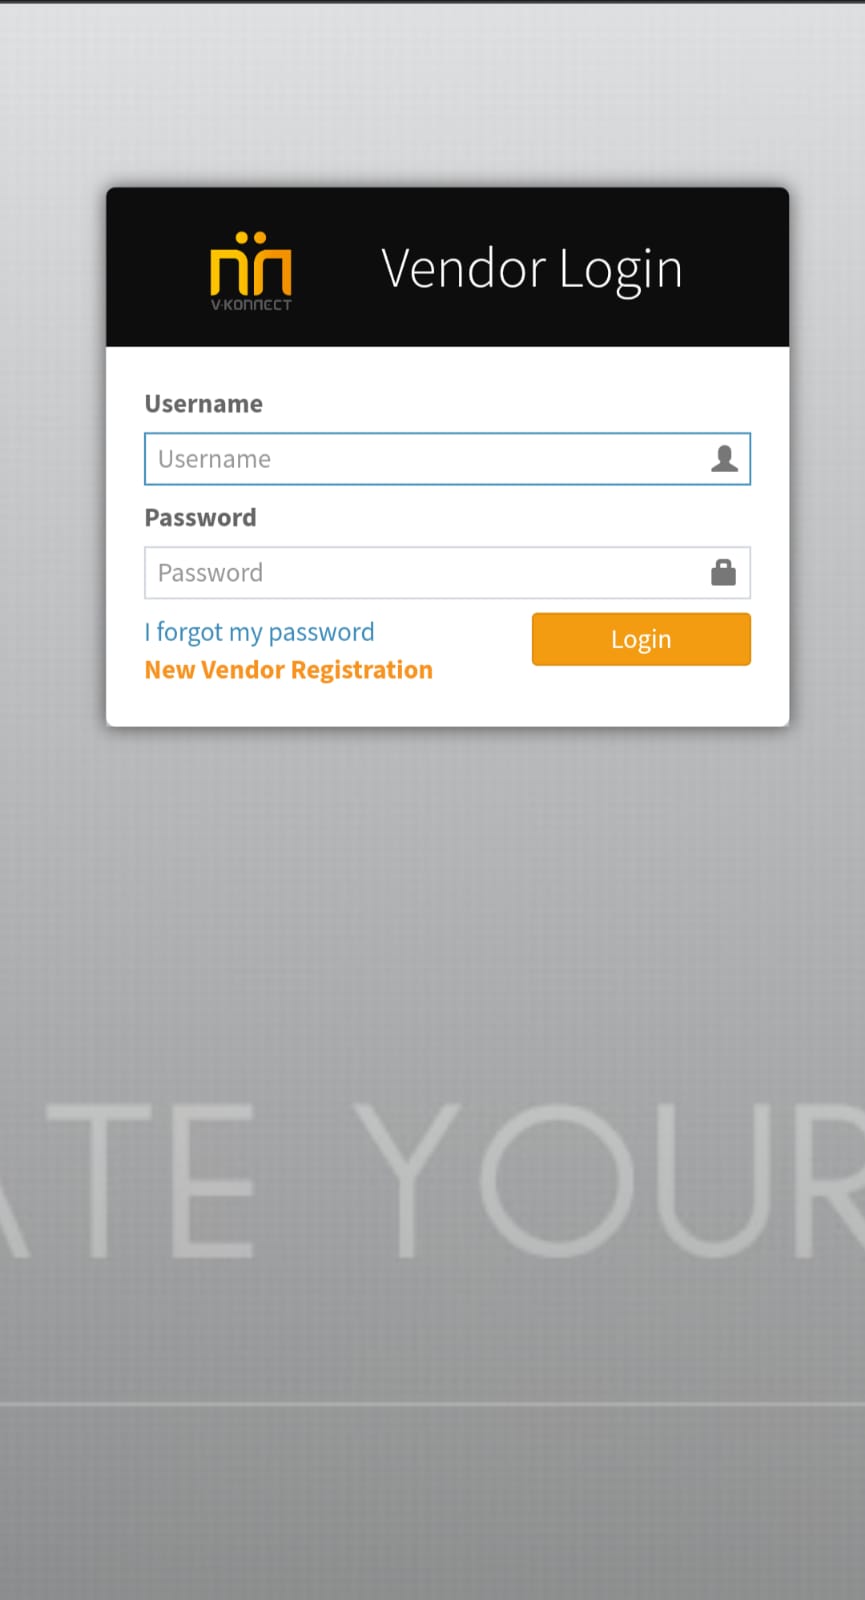 V-KONNECT
Vendor Login
Username
Username
Password
Password
I forgot my password
Login
New Vendor Registration
ATE YOUR